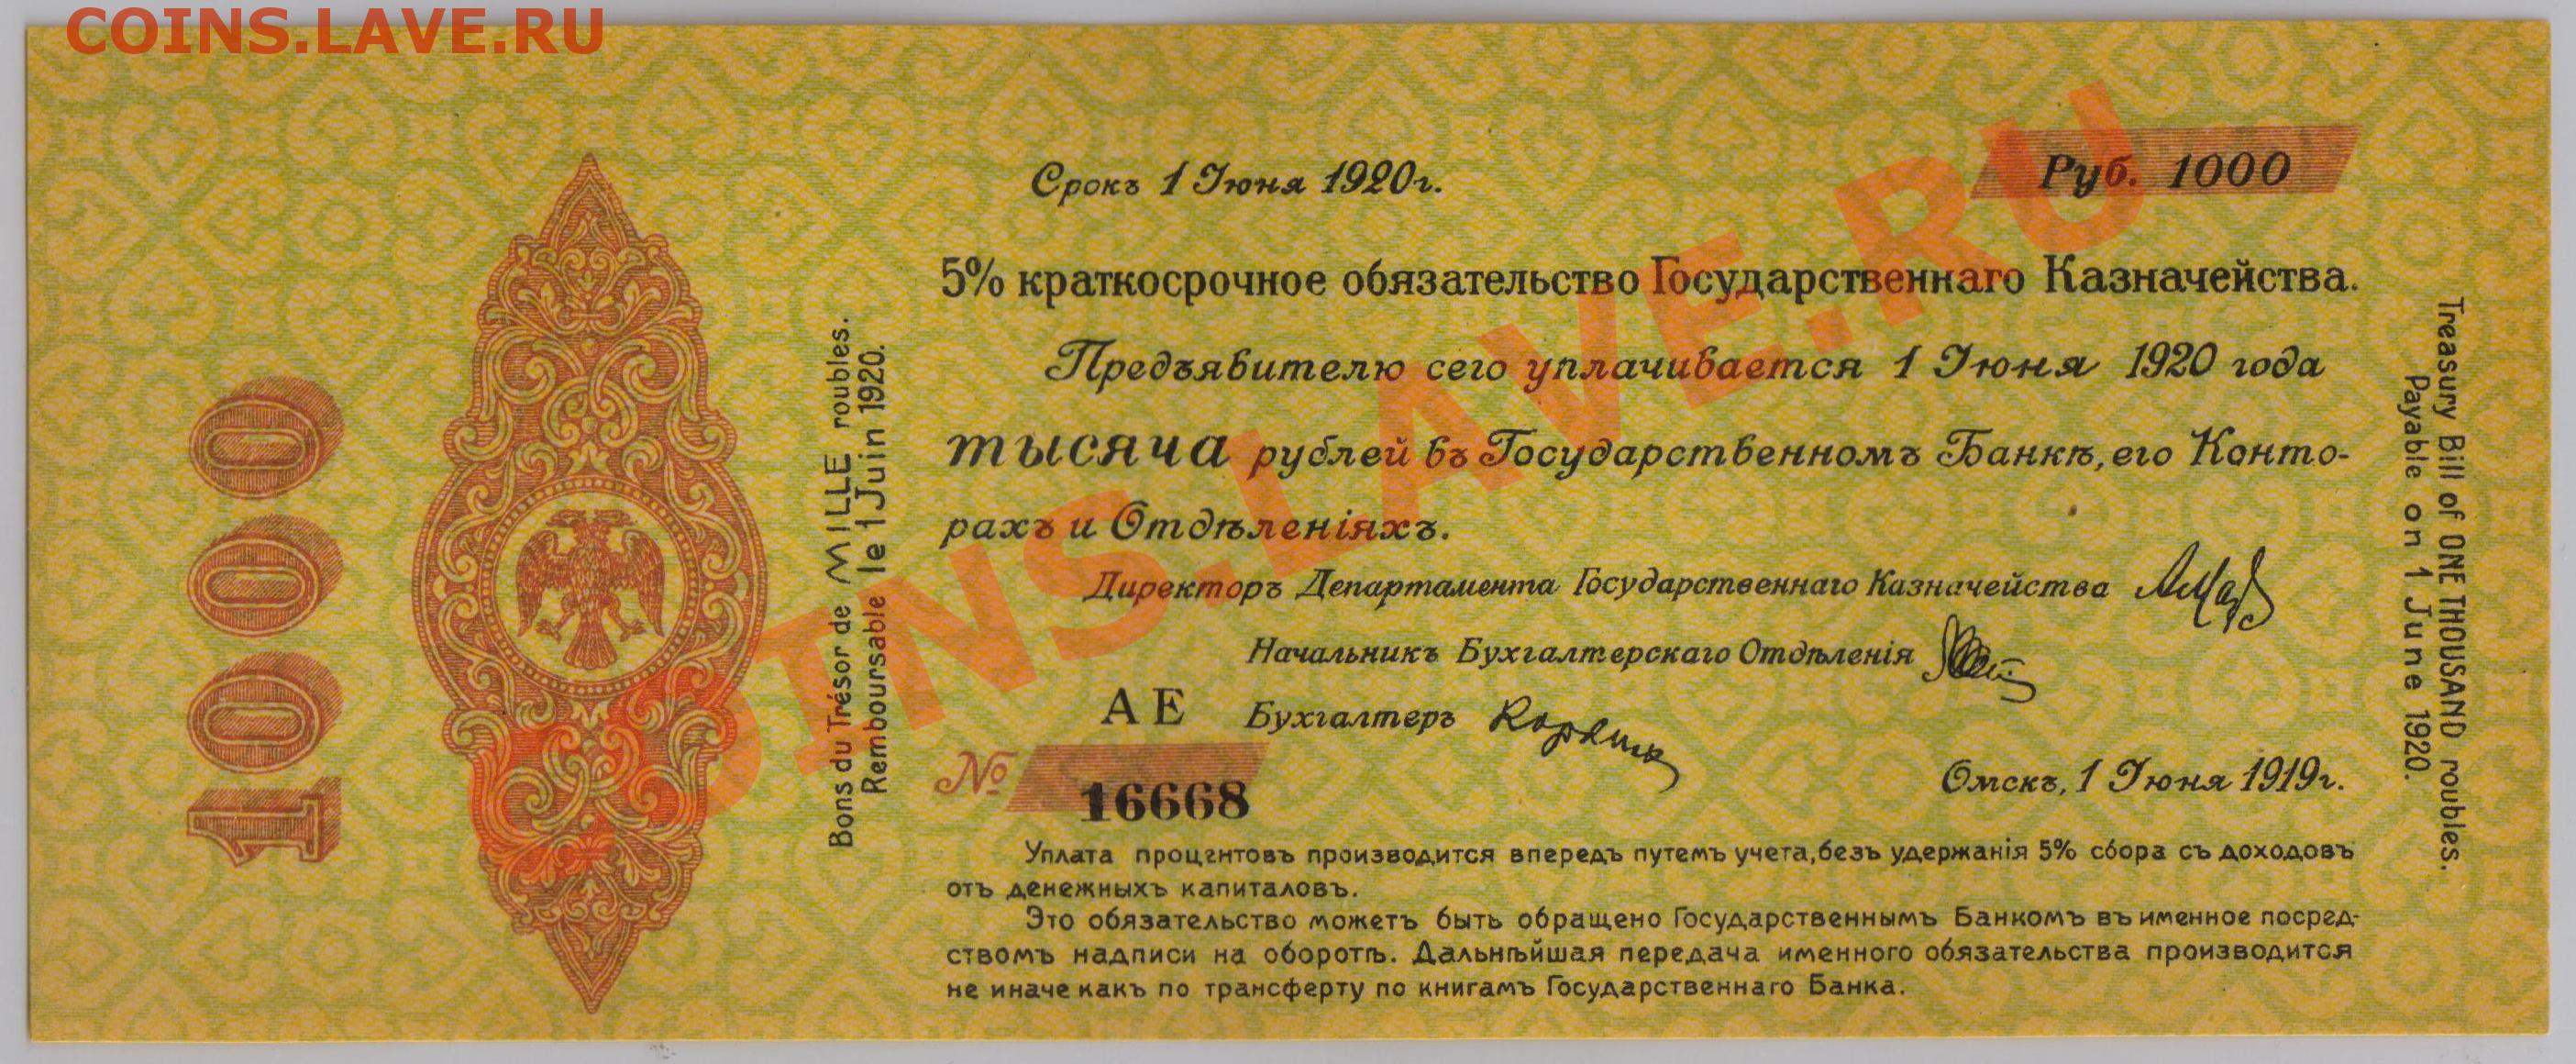 COINS.LAVE.RU
1000
Bons du Trésor de MILLE roubles.
Remboursable le 1 Juin 1920.
Срокъ 1 Июня 1920г.
Руб. 1000
5% краткосрочное обязательство Государственнаго Казначейства.
Предъявителю сего уплачивается 1 Июня 1920 года
тысяча рублей въ Государственномъ Банкѣ, его Конто-
рахъ и Отдѣленіяхъ.
Директоръ Департамента Государственнаго Казначейства
Начальникъ Бухгалтерскаго Отдѣленія
АЕ Бухгалтеръ
№ 16668
Омскъ, 1 Июня 1919г.
Уплата процентовъ производится впередъ путемъ учета, безъ удержанія 5% сбора съ доходовъ
отъ денежныхъ капиталовъ.
Это обязательство можетъ быть обращено Государственнымъ Банкомъ въ именное посред-
ствомъ надписи на оборотѣ. Дальнѣйшая передача именного обязательства производится
не иначе какъ по трансферту по книгамъ Государственнаго Банка.
Treasury Bill of ONE THOUSAND roubles.
Payable on 1 June 1920.
COINS.LAVE.RU